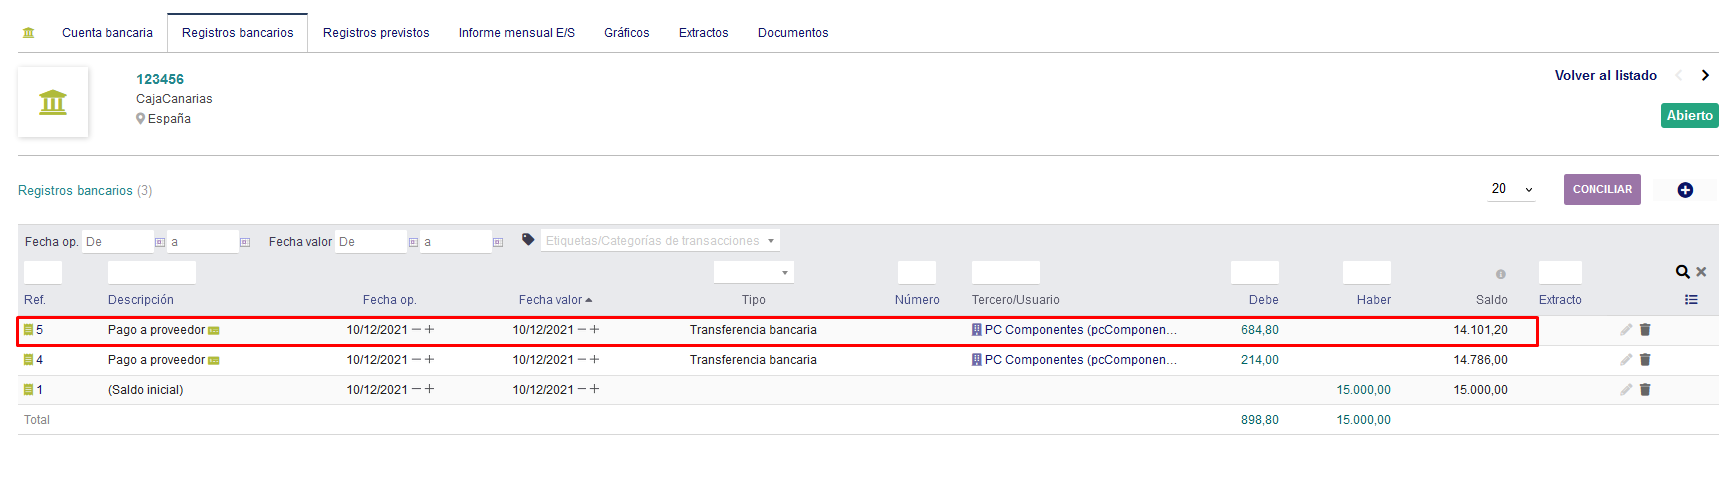 Cuenta bancaria Registros bancarios Registros previstos Informe mensual E/S Gráficos Extractos Documentos
123456
CajaCanarias
España
Volver al listado
Abierto
Registros bancarios (3)
20 CONCILIAR
Fecha op. De a Fecha valor De a Etiquetas/Categorías de transacciones
Ref. Descripción Fecha op. Fecha valor Tipo Número Tercero/Usuario Debe Haber Saldo Extracto
5 Pago a proveedor 10/12/2021 10/12/2021 Transferencia bancaria PC Componentes (pcComponen... 684,80 14.101,20
4 Pago a proveedor 10/12/2021 10/12/2021 Transferencia bancaria PC Componentes (pcComponen... 214,00 14.786,00
1 (Saldo inicial) 10/12/2021 10/12/2021 15.000,00 15.000,00
Total 898,80 15.000,00